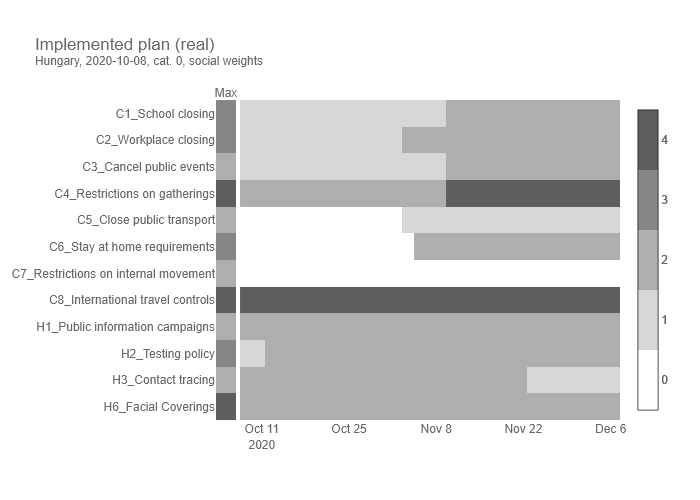 Implemented plan (real)
Hungary, 2020-10-08, cat. 0, social weights
Max
C1_School closing
C2_Workplace closing
C3_Cancel public events
C4_Restrictions on gatherings
C5_Close public transport
C6_Stay at home requirements
C7_Restrictions on internal movement
C8_International travel controls
H1_Public information campaigns
H2_Testing policy
H3_Contact tracing
H6_Facial Coverings
Oct 11 Oct 25 Nov 8 Nov 22 Dec 6
2020
4
3
2
1
0